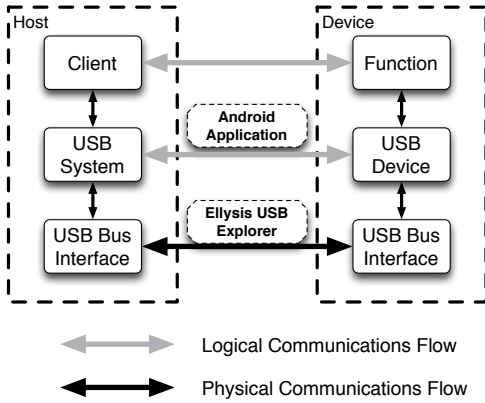 Host
Device
Client
Function
Android
Application
USB
System
USB
Device
Ellysis USB
Explorer
USB Bus
Interface
USB Bus
Interface
Logical Communications Flow
Physical Communications Flow